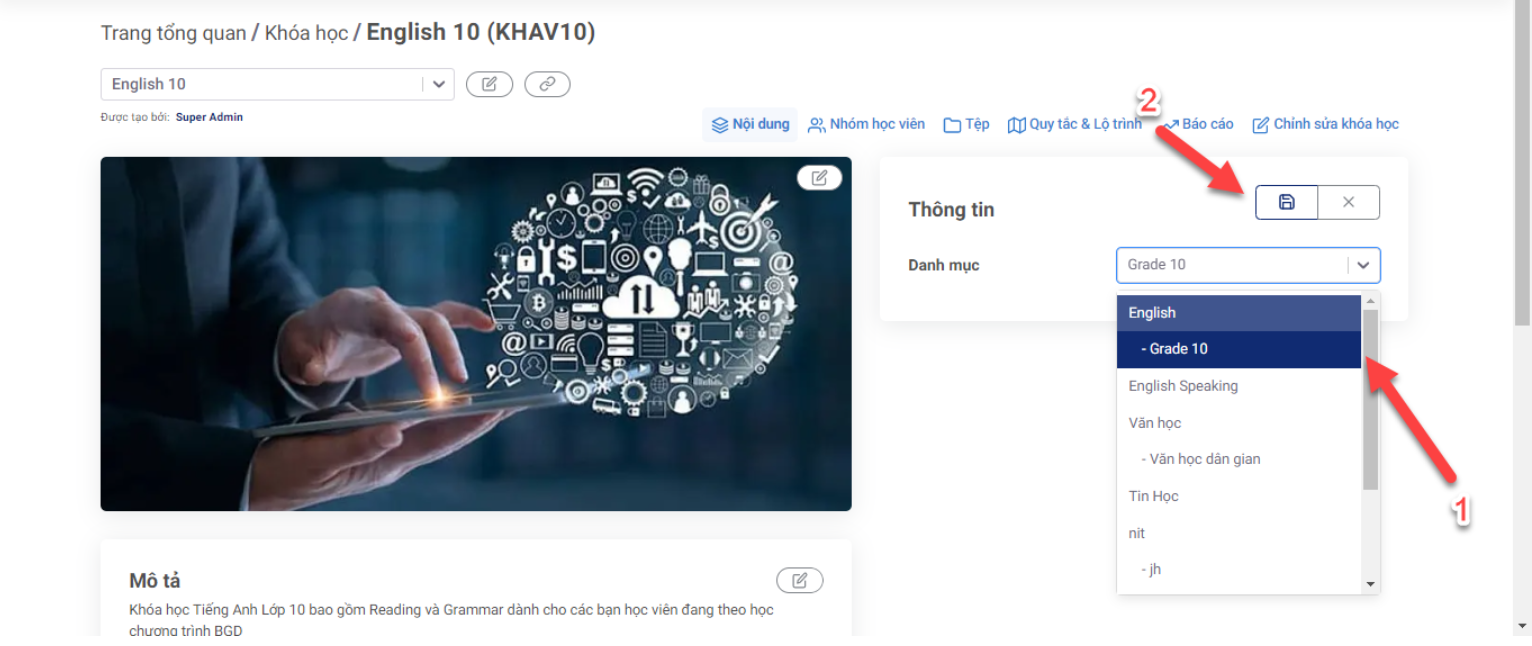 Trang tổng quan / Khóa học / English 10 (KHAV10)
English 10
Được tạo bởi: Super Admin
2
Nội dung Nhóm học viên Tệp Quy tắc & Lộ trình Báo cáo Chỉnh sửa khóa học
Thông tin
Danh mục
Grade 10
English
- Grade 10
English Speaking
Văn học
- Văn học dân gian
Tin Học
nit
- jh
1
Mô tả
Khóa học Tiếng Anh Lớp 10 bao gồm Reading và Grammar dành cho các bạn học viên đang theo học
chương trình BGD